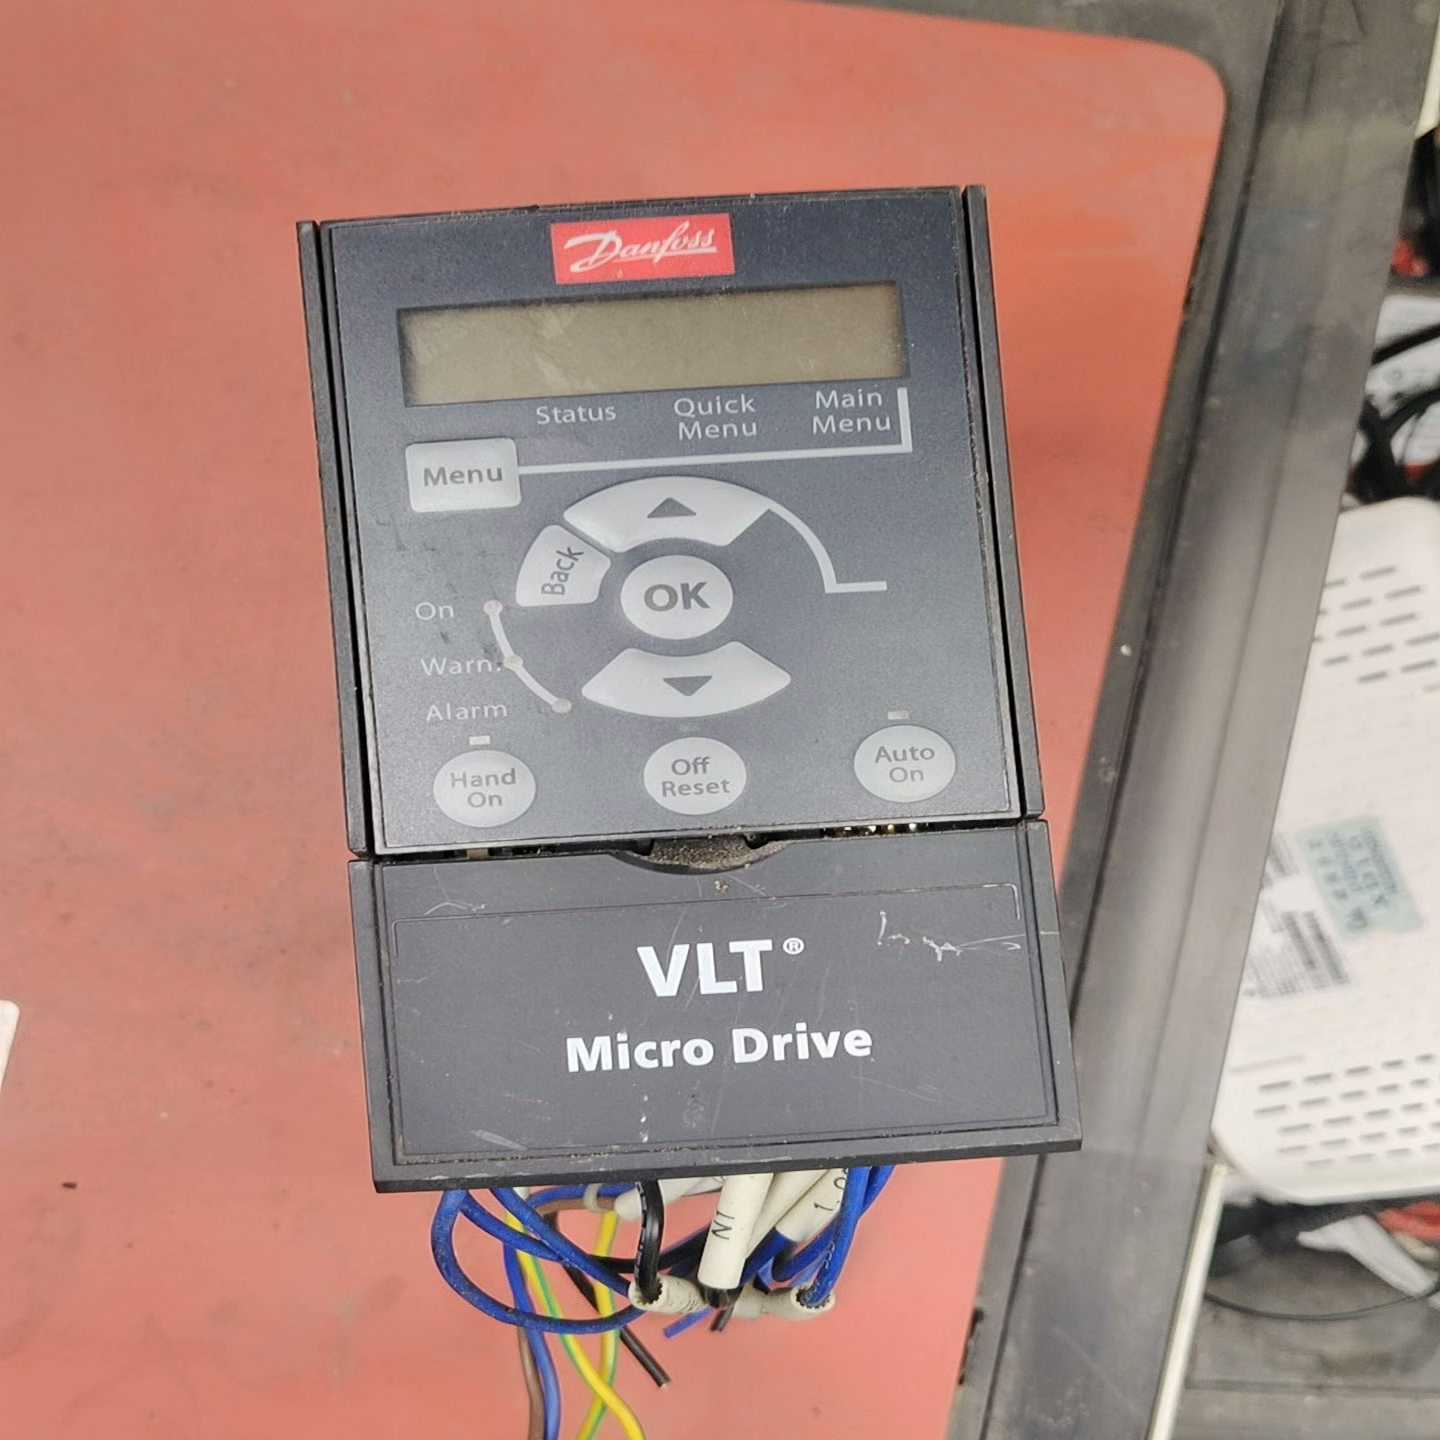 Danfoss
Status
Quick
Menu
Main
Menu
Menu
Back
OK
On
Warn.
Alarm
Hand
On
Off
Reset
Auto
On
VLT®
Micro Drive
N1